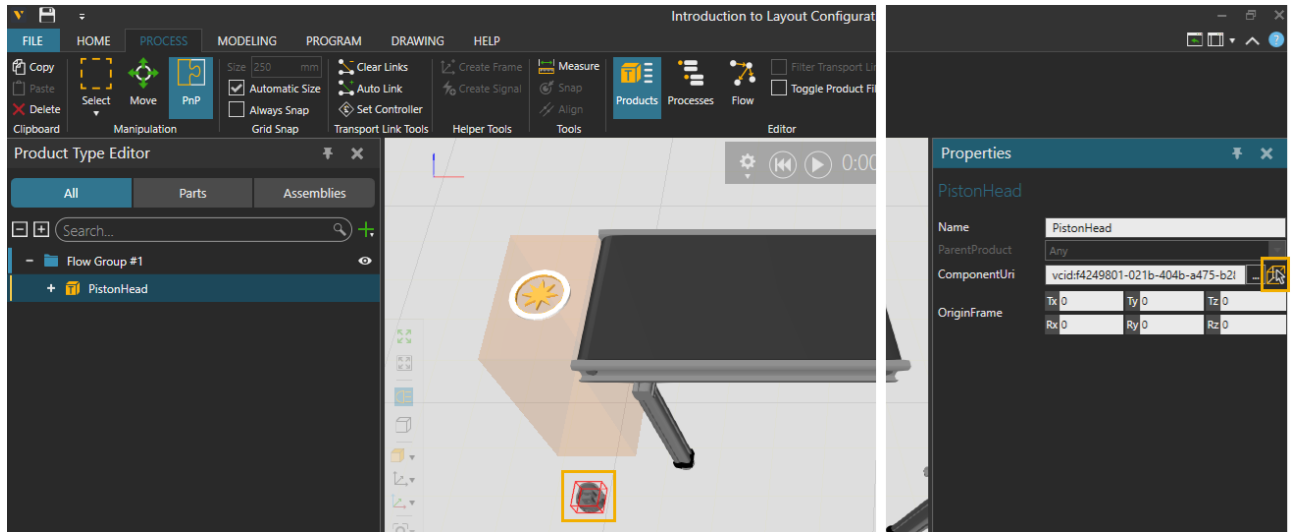 Introduction to Layout Configurat
FILE HOME PROCESS MODELING PROGRAM DRAWING HELP
Copy
Paste
Delete
Clipboard
Select
Move
PnP
Manipulation
Size 250 mm
Automatic Size
Always Snap
Grid Snap
Clear Links
Auto Link
Set Controller
Transport Link Tools
Create Frame
Create Signal
Helper Tools
Measure
Snap
Align
Tools
Products
Processes
Flow
Filter Transport Lin
Toggle Product Fil
Editor
Product Type Editor
All Parts Assemblies
Search...
Flow Group #1
PistonHead
0:00
Properties
PistonHead
Name PistonHead
ParentProduct Any
ComponentUri vcid:f4249801-021b-404b-a475-b2 ...
OriginFrame
Tx 0 Ty 0 Tz 0
Rx 0 Ry 0 Rz 0